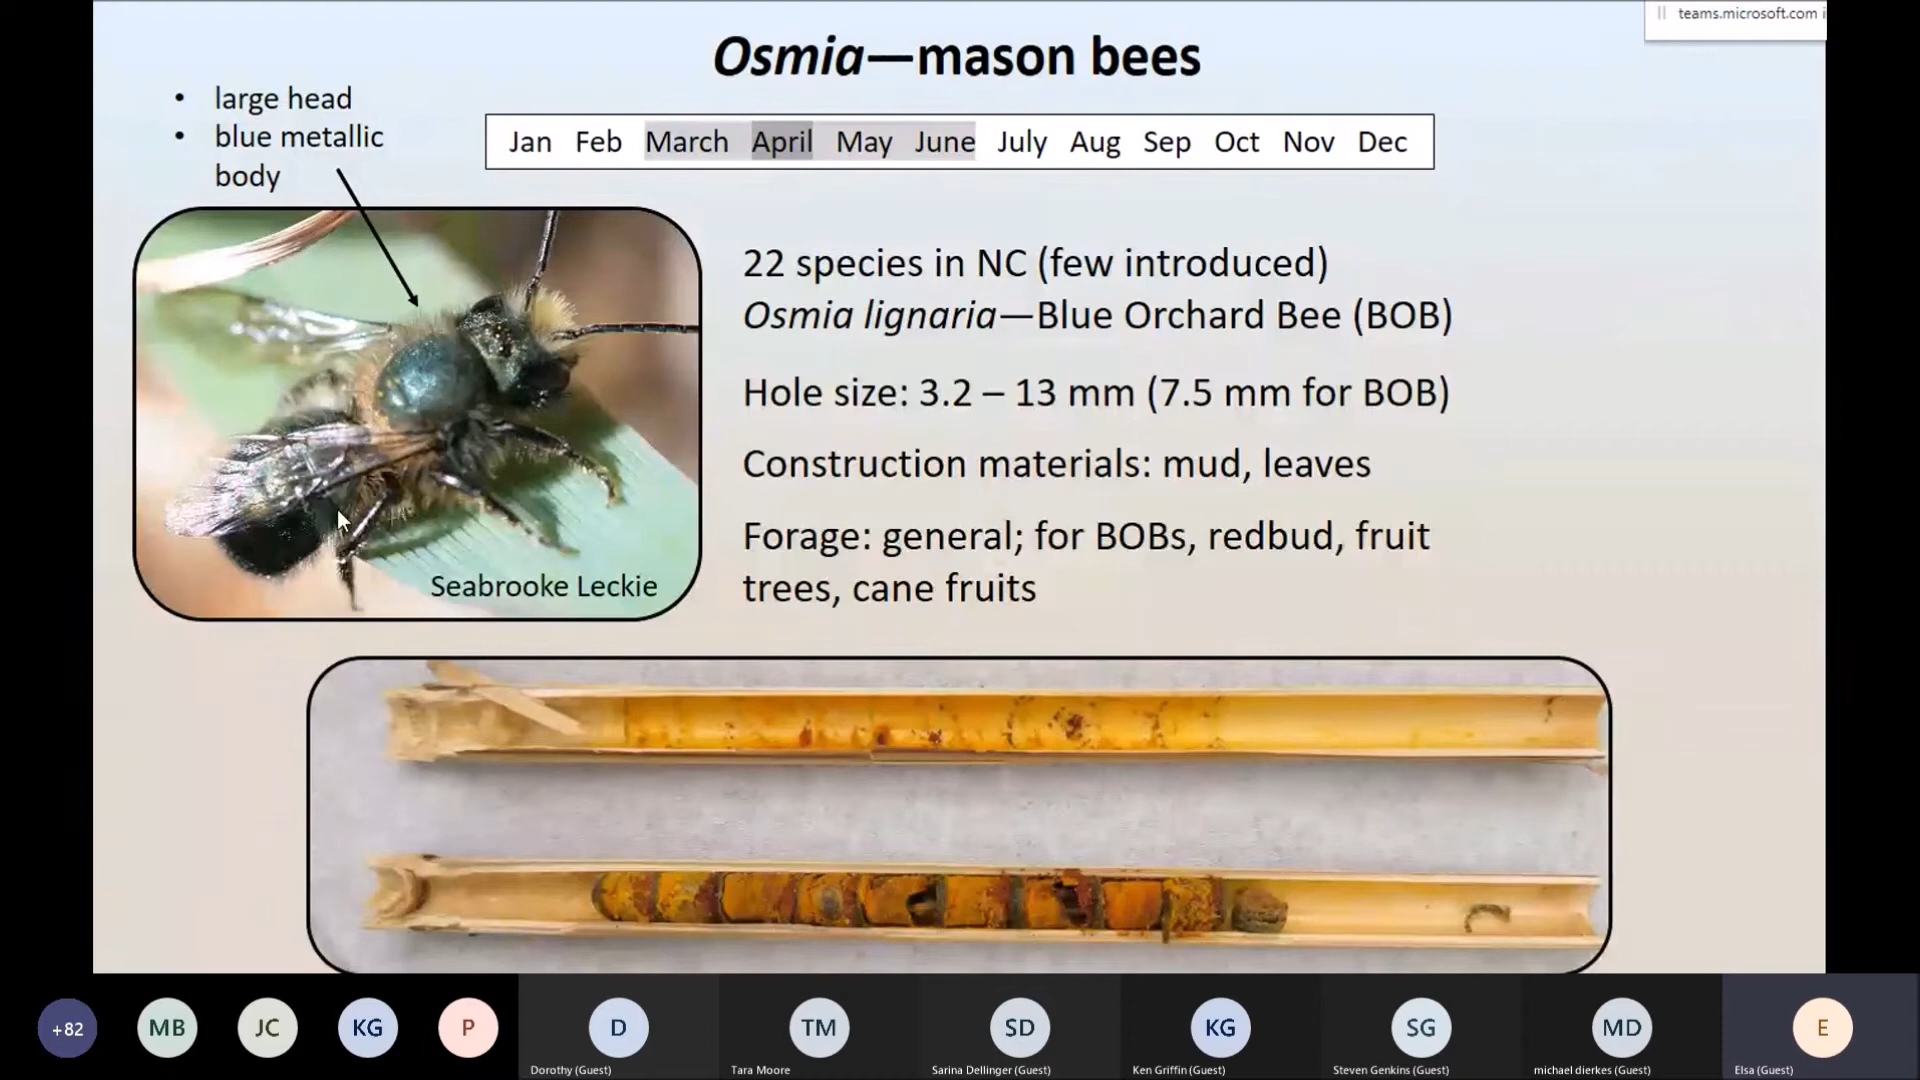 teams.microsoft.com i
Osmia—mason bees
• large head
• blue metallic
body
Jan Feb March April May June July Aug Sep Oct Nov Dec
22 species in NC (few introduced)
Osmia lignaria—Blue Orchard Bee (BOB)
Hole size: 3.2 – 13 mm (7.5 mm for BOB)
Construction materials: mud, leaves
Forage: general; for BOBs, redbud, fruit
trees, cane fruits
Seabrooke Leckie
+82 MB JC KG P D TM SD KG SG MD E
Dorothy (Guest) Tara Moore Sarina Dellinger (Guest) Ken Griffin (Guest) Steven Genkins (Guest) michael dierkes (Guest) Elsa (Guest)